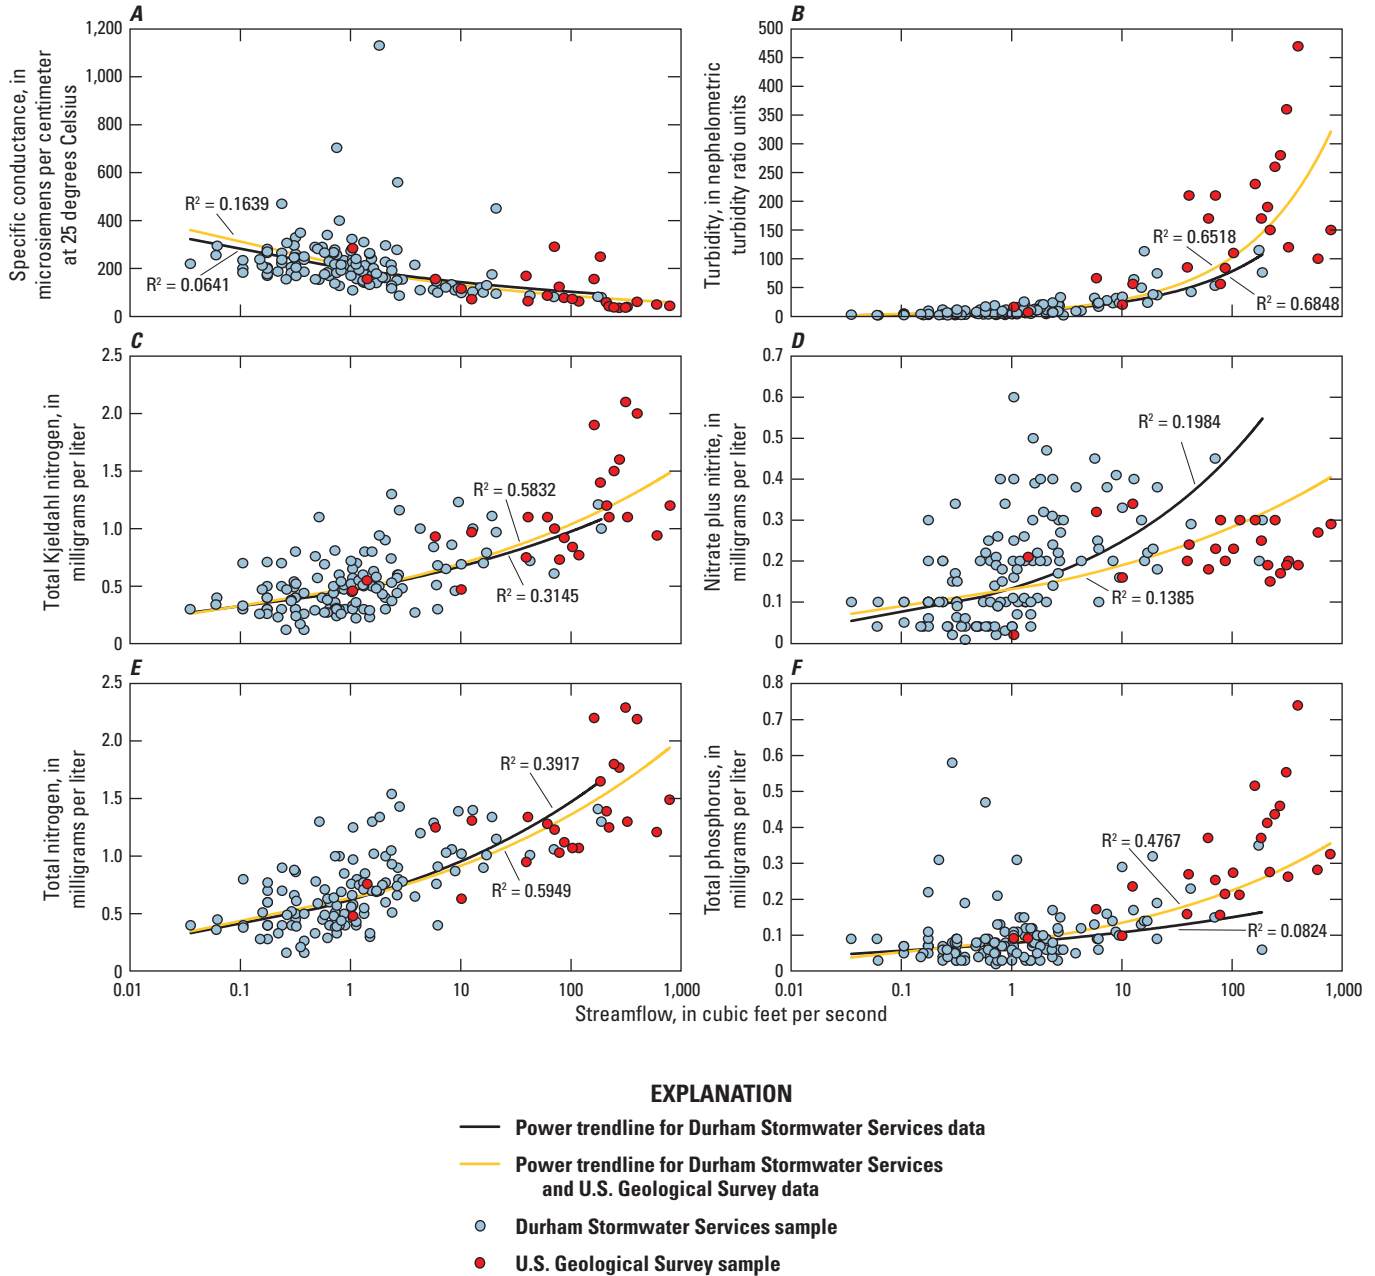 A
Specific conductance, in
microsiemens per centimeter
at 25 degrees Celsius
1,200
1,000
800
600
400
200
0
R² = 0.1639
R² = 0.0641
B
Turbidity, in nephelometric
turbidity ratio units
500
450
400
350
300
250
200
150
100
50
0
R² = 0.6518
R² = 0.6848
C
Total Kjeldahl nitrogen, in
milligrams per liter
2.5
2.0
1.5
1.0
0.5
0
R² = 0.5832
R² = 0.3145
D
Nitrate plus nitrite, in
milligrams per liter
0.7
0.6
0.5
0.4
0.3
0.2
0.1
0
R² = 0.1984
R² = 0.1385
E
Total nitrogen, in
milligrams per liter
2.5
2.0
1.5
1.0
0.5
0
R² = 0.3917
R² = 0.5949
0.01 0.1 1 10 100 1,000
F
Total phosphorus, in
milligrams per liter
0.8
0.7
0.6
0.5
0.4
0.3
0.2
0.1
0
R² = 0.4767
R² = 0.0824
0.01 0.1 1 10 100 1,000
Streamflow, in cubic feet per second
EXPLANATION
Power trendline for Durham Stormwater Services data
Power trendline for Durham Stormwater Services
and U.S. Geological Survey data
Durham Stormwater Services sample
U.S. Geological Survey sample